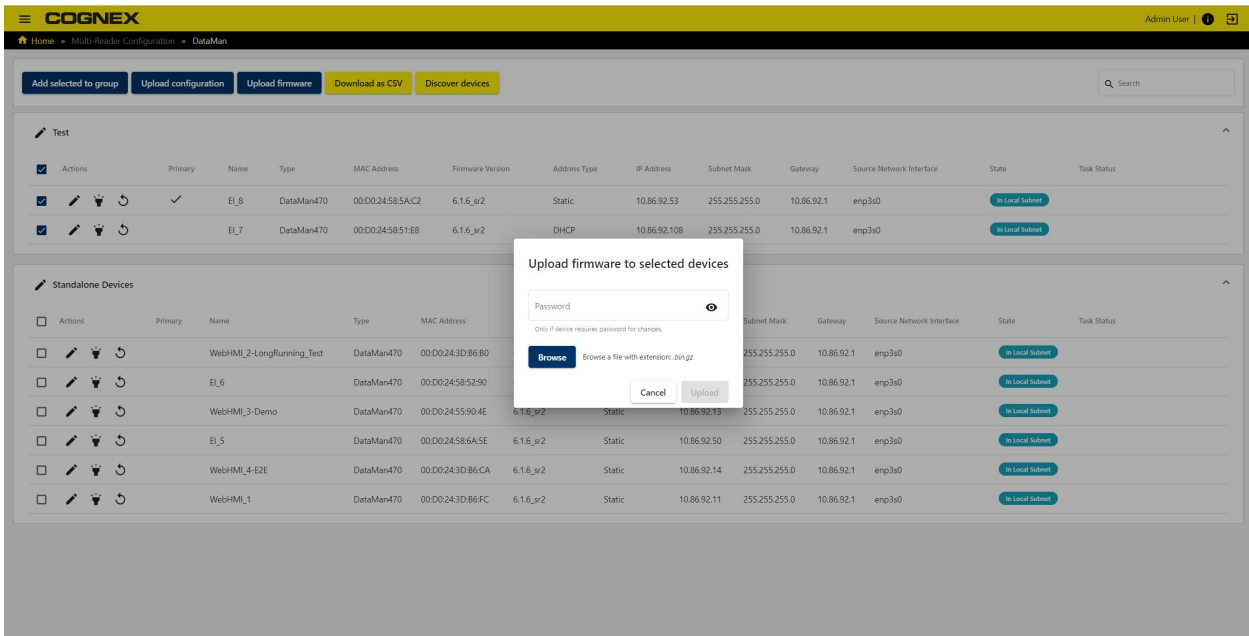 COGNEX
Admin User |
Home » Multi-Reader Configuration » DataMan
Add selected to group Upload configuration Upload firmware Download as CSV Discover devices Search
Test
Actions Primary Name Type MAC Address Firmware Version Address Type IP Address Subnet Mask Gateway Source Network Interface State Task Status
EI_8 DataMan470 00:D0:24:58:5A:C2 6.1.6_sr2 Static 10.86.92.53 255.255.255.0 10.86.92.1 enp3s0 In Local Subnet
EI_7 DataMan470 00:D0:24:58:51:E8 6.1.6_sr2 DHCP 10.86.92.108 255.255.255.0 10.86.92.1 enp3s0 In Local Subnet
Upload firmware to selected devices
Password
Only if device requires password for changes.
Browse Browse a file with extension: .bin.gz
Cancel Upload
Standalone Devices
Actions Primary Name Type MAC Address Subnet Mask Gateway Source Network Interface State Task Status
WebHMI_2-LongRunning_Test DataMan470 00:D0:24:3D:B6:B0 255.255.255.0 10.86.92.1 enp3s0 In Local Subnet
EI_6 DataMan470 00:D0:24:58:52:90 255.255.255.0 10.86.92.1 enp3s0 In Local Subnet
WebHMI_3-Demo DataMan470 00:D0:24:55:90:4E 6.1.6_sr2 Static 10.86.92.13 255.255.255.0 10.86.92.1 enp3s0 In Local Subnet
EI_5 DataMan470 00:D0:24:58:6A:5E 6.1.6_sr2 Static 10.86.92.50 255.255.255.0 10.86.92.1 enp3s0 In Local Subnet
WebHMI_4-E2E DataMan470 00:D0:24:3D:B6:CA 6.1.6_sr2 Static 10.86.92.14 255.255.255.0 10.86.92.1 enp3s0 In Local Subnet
WebHMI_1 DataMan470 00:D0:24:3D:B6:FC 6.1.6_sr2 Static 10.86.92.11 255.255.255.0 10.86.92.1 enp3s0 In Local Subnet